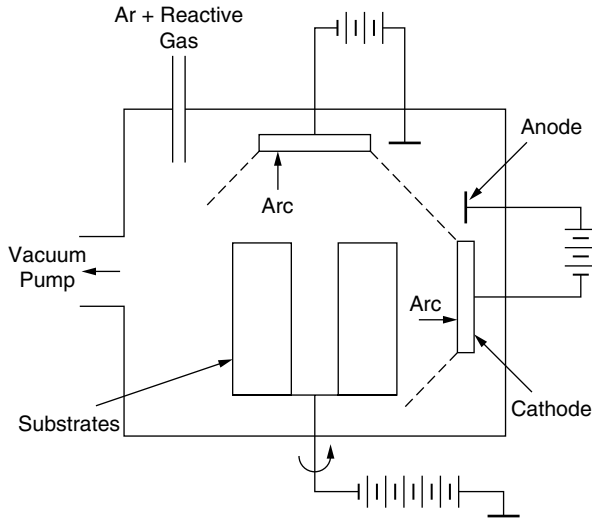 Ar + Reactive
Gas
Anode
Arc
Vacuum
Pump
Arc
Substrates
Cathode